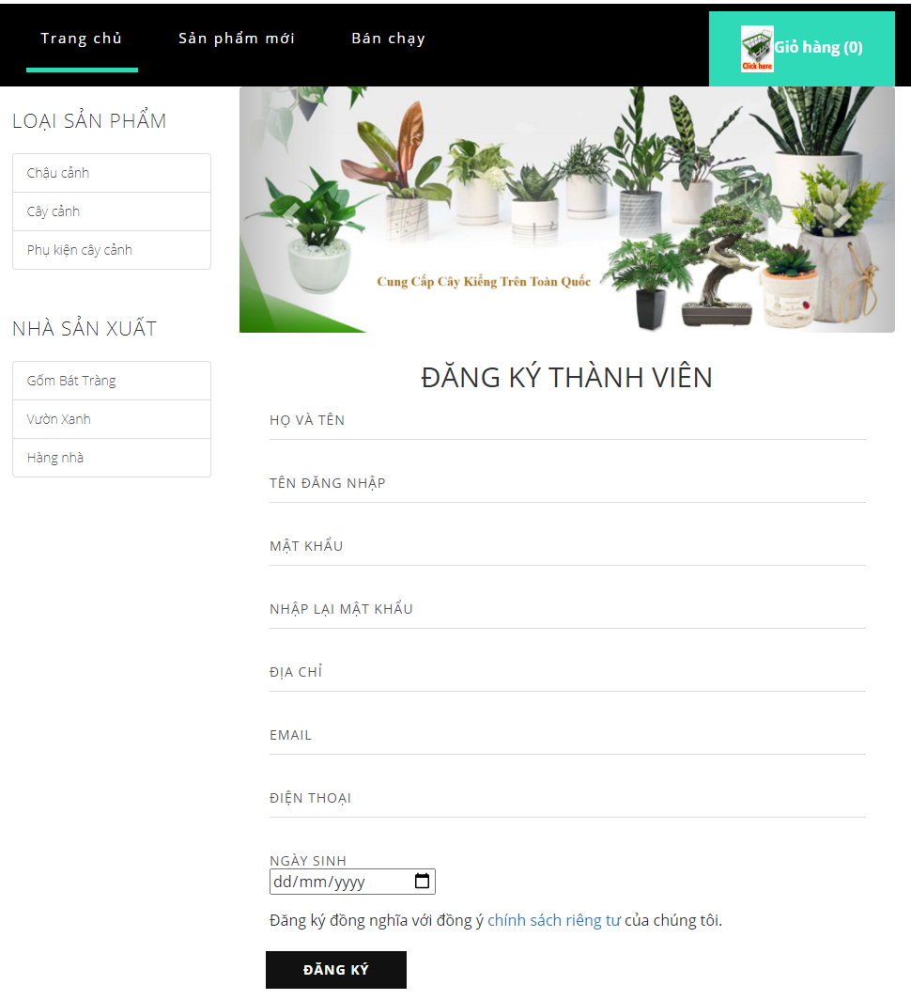 Trang chủ
Sản phẩm mới
Bán chạy
Click here
Giỏ hàng (0)
LOẠI SẢN PHẨM
Chậu cảnh
Cây cảnh
Phụ kiện cây cảnh
NHÀ SẢN XUẤT
Gốm Bát Tràng
Vườn Xanh
Hàng nhà
Cung Cấp Cây Kiểng Trên Toàn Quốc
ĐĂNG KÝ THÀNH VIÊN
HỌ VÀ TÊN
TÊN ĐĂNG NHẬP
MẬT KHẨU
NHẬP LẠI MẬT KHẨU
ĐỊA CHỈ
EMAIL
ĐIỆN THOẠI
NGÀY SINH
dd/mm/yyyy
Đăng ký đồng nghĩa với đồng ý chính sách riêng tư của chúng tôi.
ĐĂNG KÝ